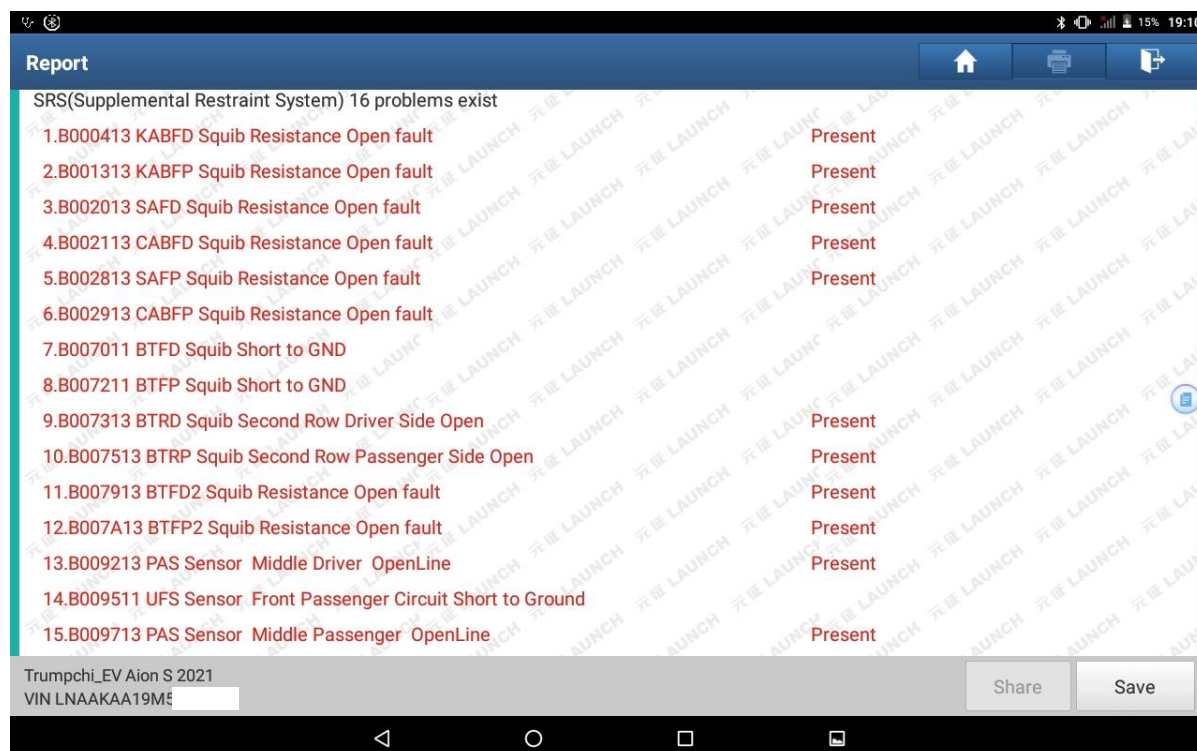 15% 19:10
Report
SRS(Supplemental Restraint System) 16 problems exist
1.B000413 KABFD Squib Resistance Open fault Present
2.B001313 KABFP Squib Resistance Open fault Present
3.B002013 SAFD Squib Resistance Open fault Present
4.B002113 CABFD Squib Resistance Open fault Present
5.B002813 SAFP Squib Resistance Open fault Present
6.B002913 CABFP Squib Resistance Open fault
7.B007011 BTFD Squib Short to GND
8.B007211 BTFP Squib Short to GND
9.B007313 BTRD Squib Second Row Driver Side Open Present
10.B007513 BTRP Squib Second Row Passenger Side Open Present
11.B007913 BTFD2 Squib Resistance Open fault Present
12.B007A13 BTFP2 Squib Resistance Open fault Present
13.B009213 PAS Sensor Middle Driver OpenLine Present
14.B009511 UFS Sensor Front Passenger Circuit Short to Ground
15.B009713 PAS Sensor Middle Passenger OpenLine Present
元征 LAUNCH
Trumpchi_EV Aion S 2021
VIN LNAAKAA19M5
Share Save